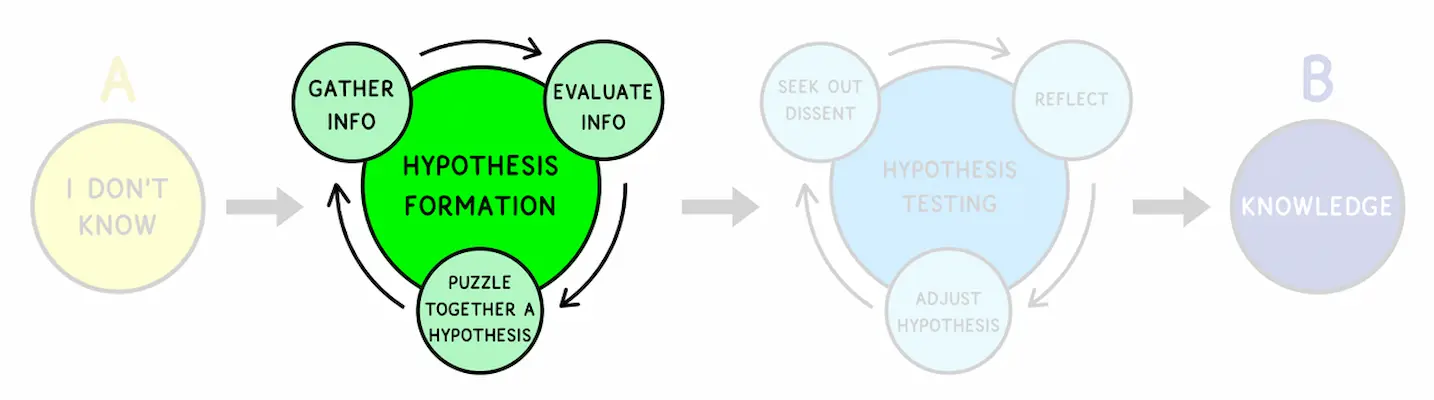 A
I DON'T
KNOW
GATHER
INFO
EVALUATE
INFO
HYPOTHESIS
FORMATION
PUZZLE
TOGETHER A
HYPOTHESIS
SEEK OUT
DISSENT
REFLECT
HYPOTHESIS
TESTING
ADJUST
HYPOTHESIS
B
KNOWLEDGE